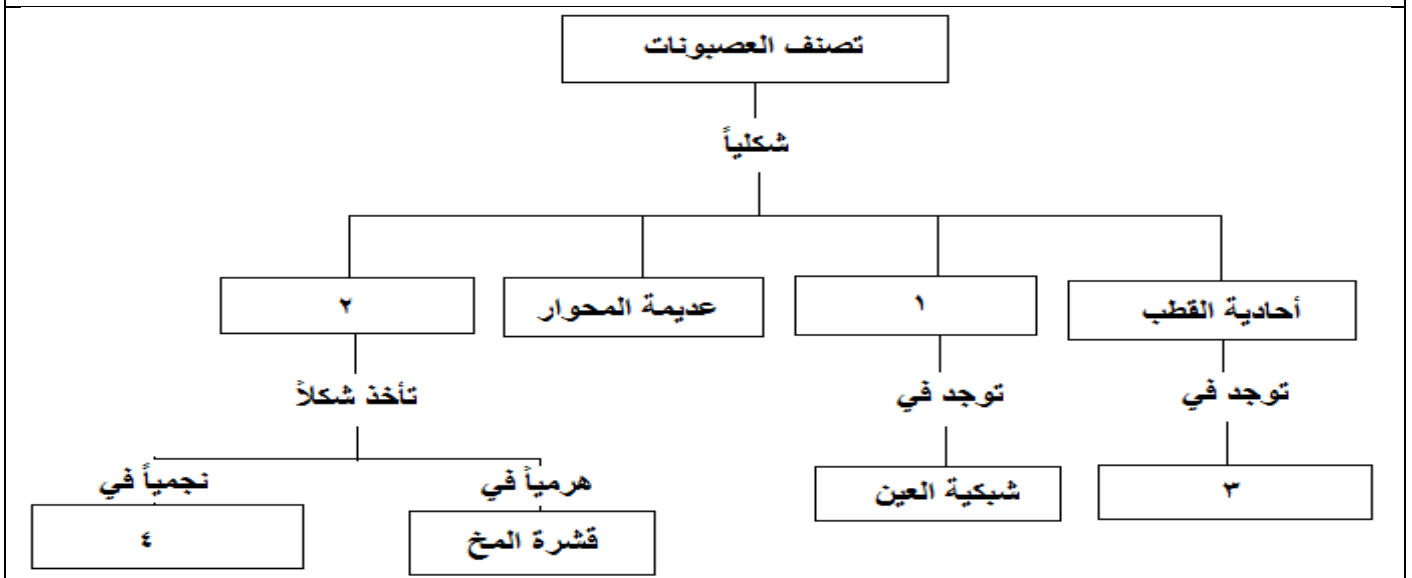 تصنف العصبونات
شكلياً
أحادية القطب
١
عديمة المحوار
٢
توجد في
توجد في
تأخذ شكلاً
٣
شبكية العين
هرمياً في
نجمياً في
قشرة المخ
٤